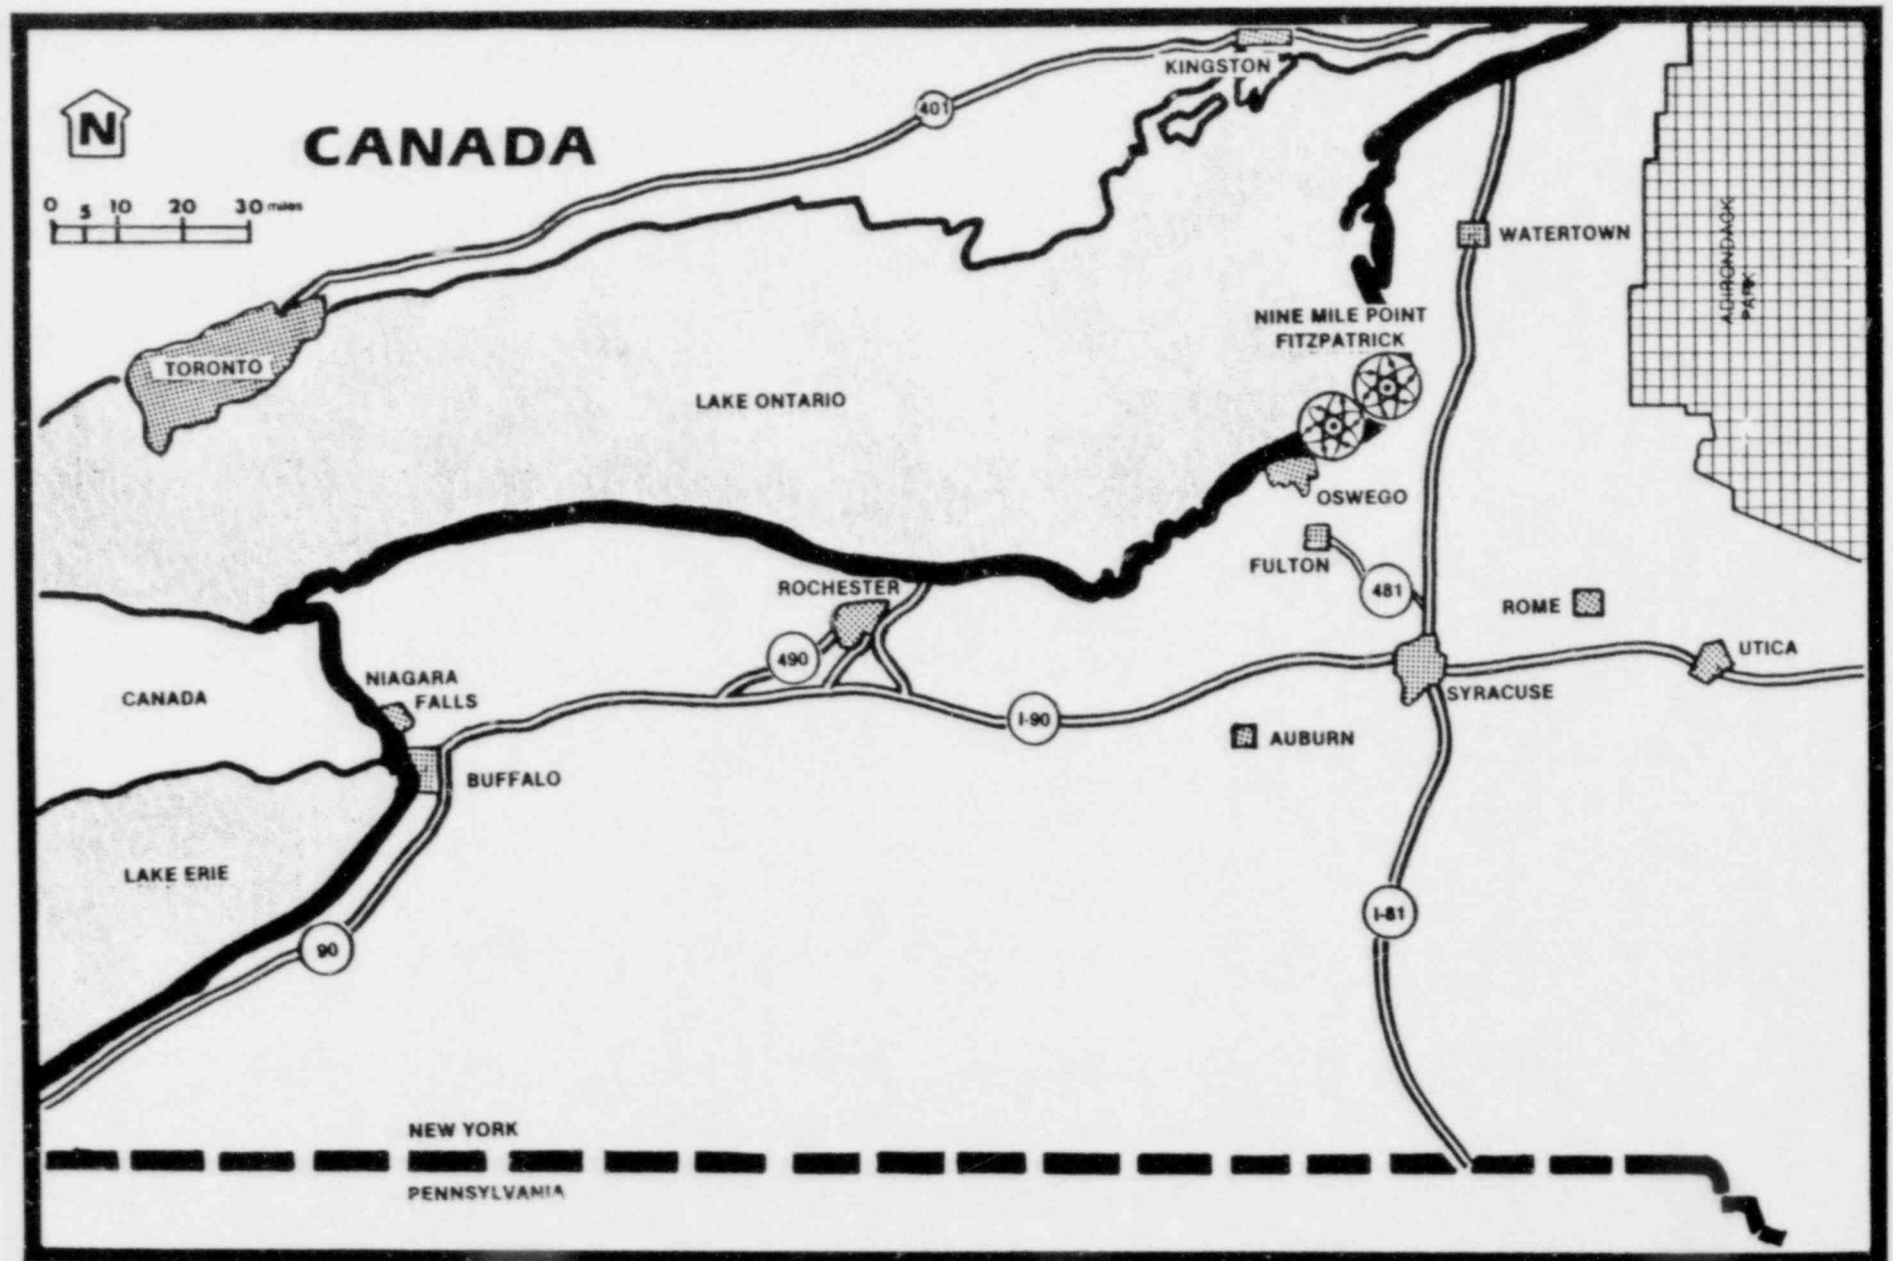 KINGSTON
401
N
CANADA
0 5 10 20 30 miles
WATERTOWN
ADIRONDACK
PARK
NINE MILE POINT
FITZPATRICK
TORONTO
LAKE ONTARIO
OSWEGO
FULTON
481
ROCHESTER
ROME
490
UTICA
NIAGARA
FALLS
CANADA
SYRACUSE
I-90
AUBURN
BUFFALO
LAKE ERIE
I-81
90
NEW YORK
PENNSYLVANIA